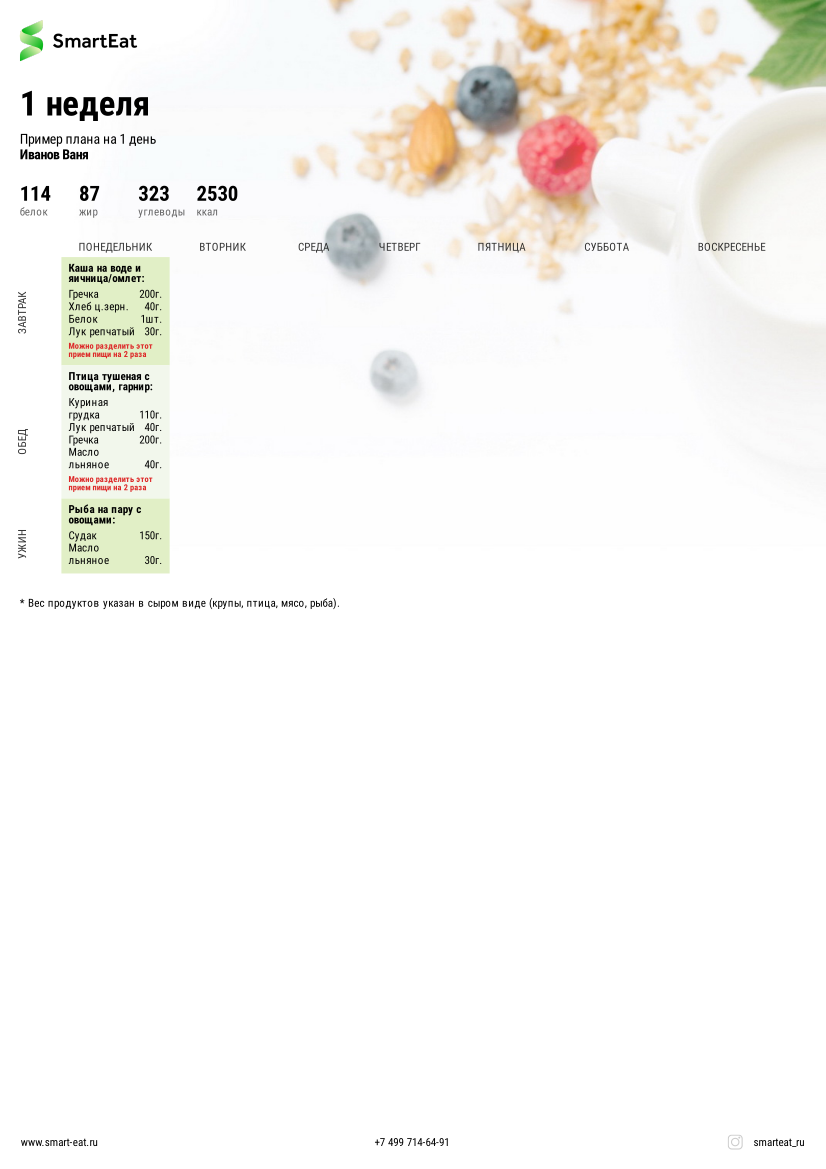 SmartEat
1 неделя
Пример плана на 1 день
Иванов Ваня
114 87 323 2530
белок жир углеводы ккал
ПОНЕДЕЛЬНИК ВТОРНИК СРЕДА ЧЕТВЕРГ ПЯТНИЦА СУББОТА ВОСКРЕСЕНЬЕ
ЗАВТРАК
Каша на воде и
яичница/омлет:
Гречка 200г.
Хлеб ц.зерн. 40г.
Белок 1шт.
Лук репчатый 30г.
Можно разделить этот
прием пищи на 2 раза
ОБЕД
Птица тушеная с
овощами, гарнир:
Куриная
грудка 110г.
Лук репчатый 40г.
Гречка 200г.
Масло
льняное 40г.
Можно разделить этот
прием пищи на 2 раза
УЖИН
Рыба на пару с
овощами:
Судак 150г.
Масло
льняное 30г.
* Вес продуктов указан в сыром виде (крупы, птица, мясо, рыба).
www.smart-eat.ru +7 499 714-64-91 smarteat_ru